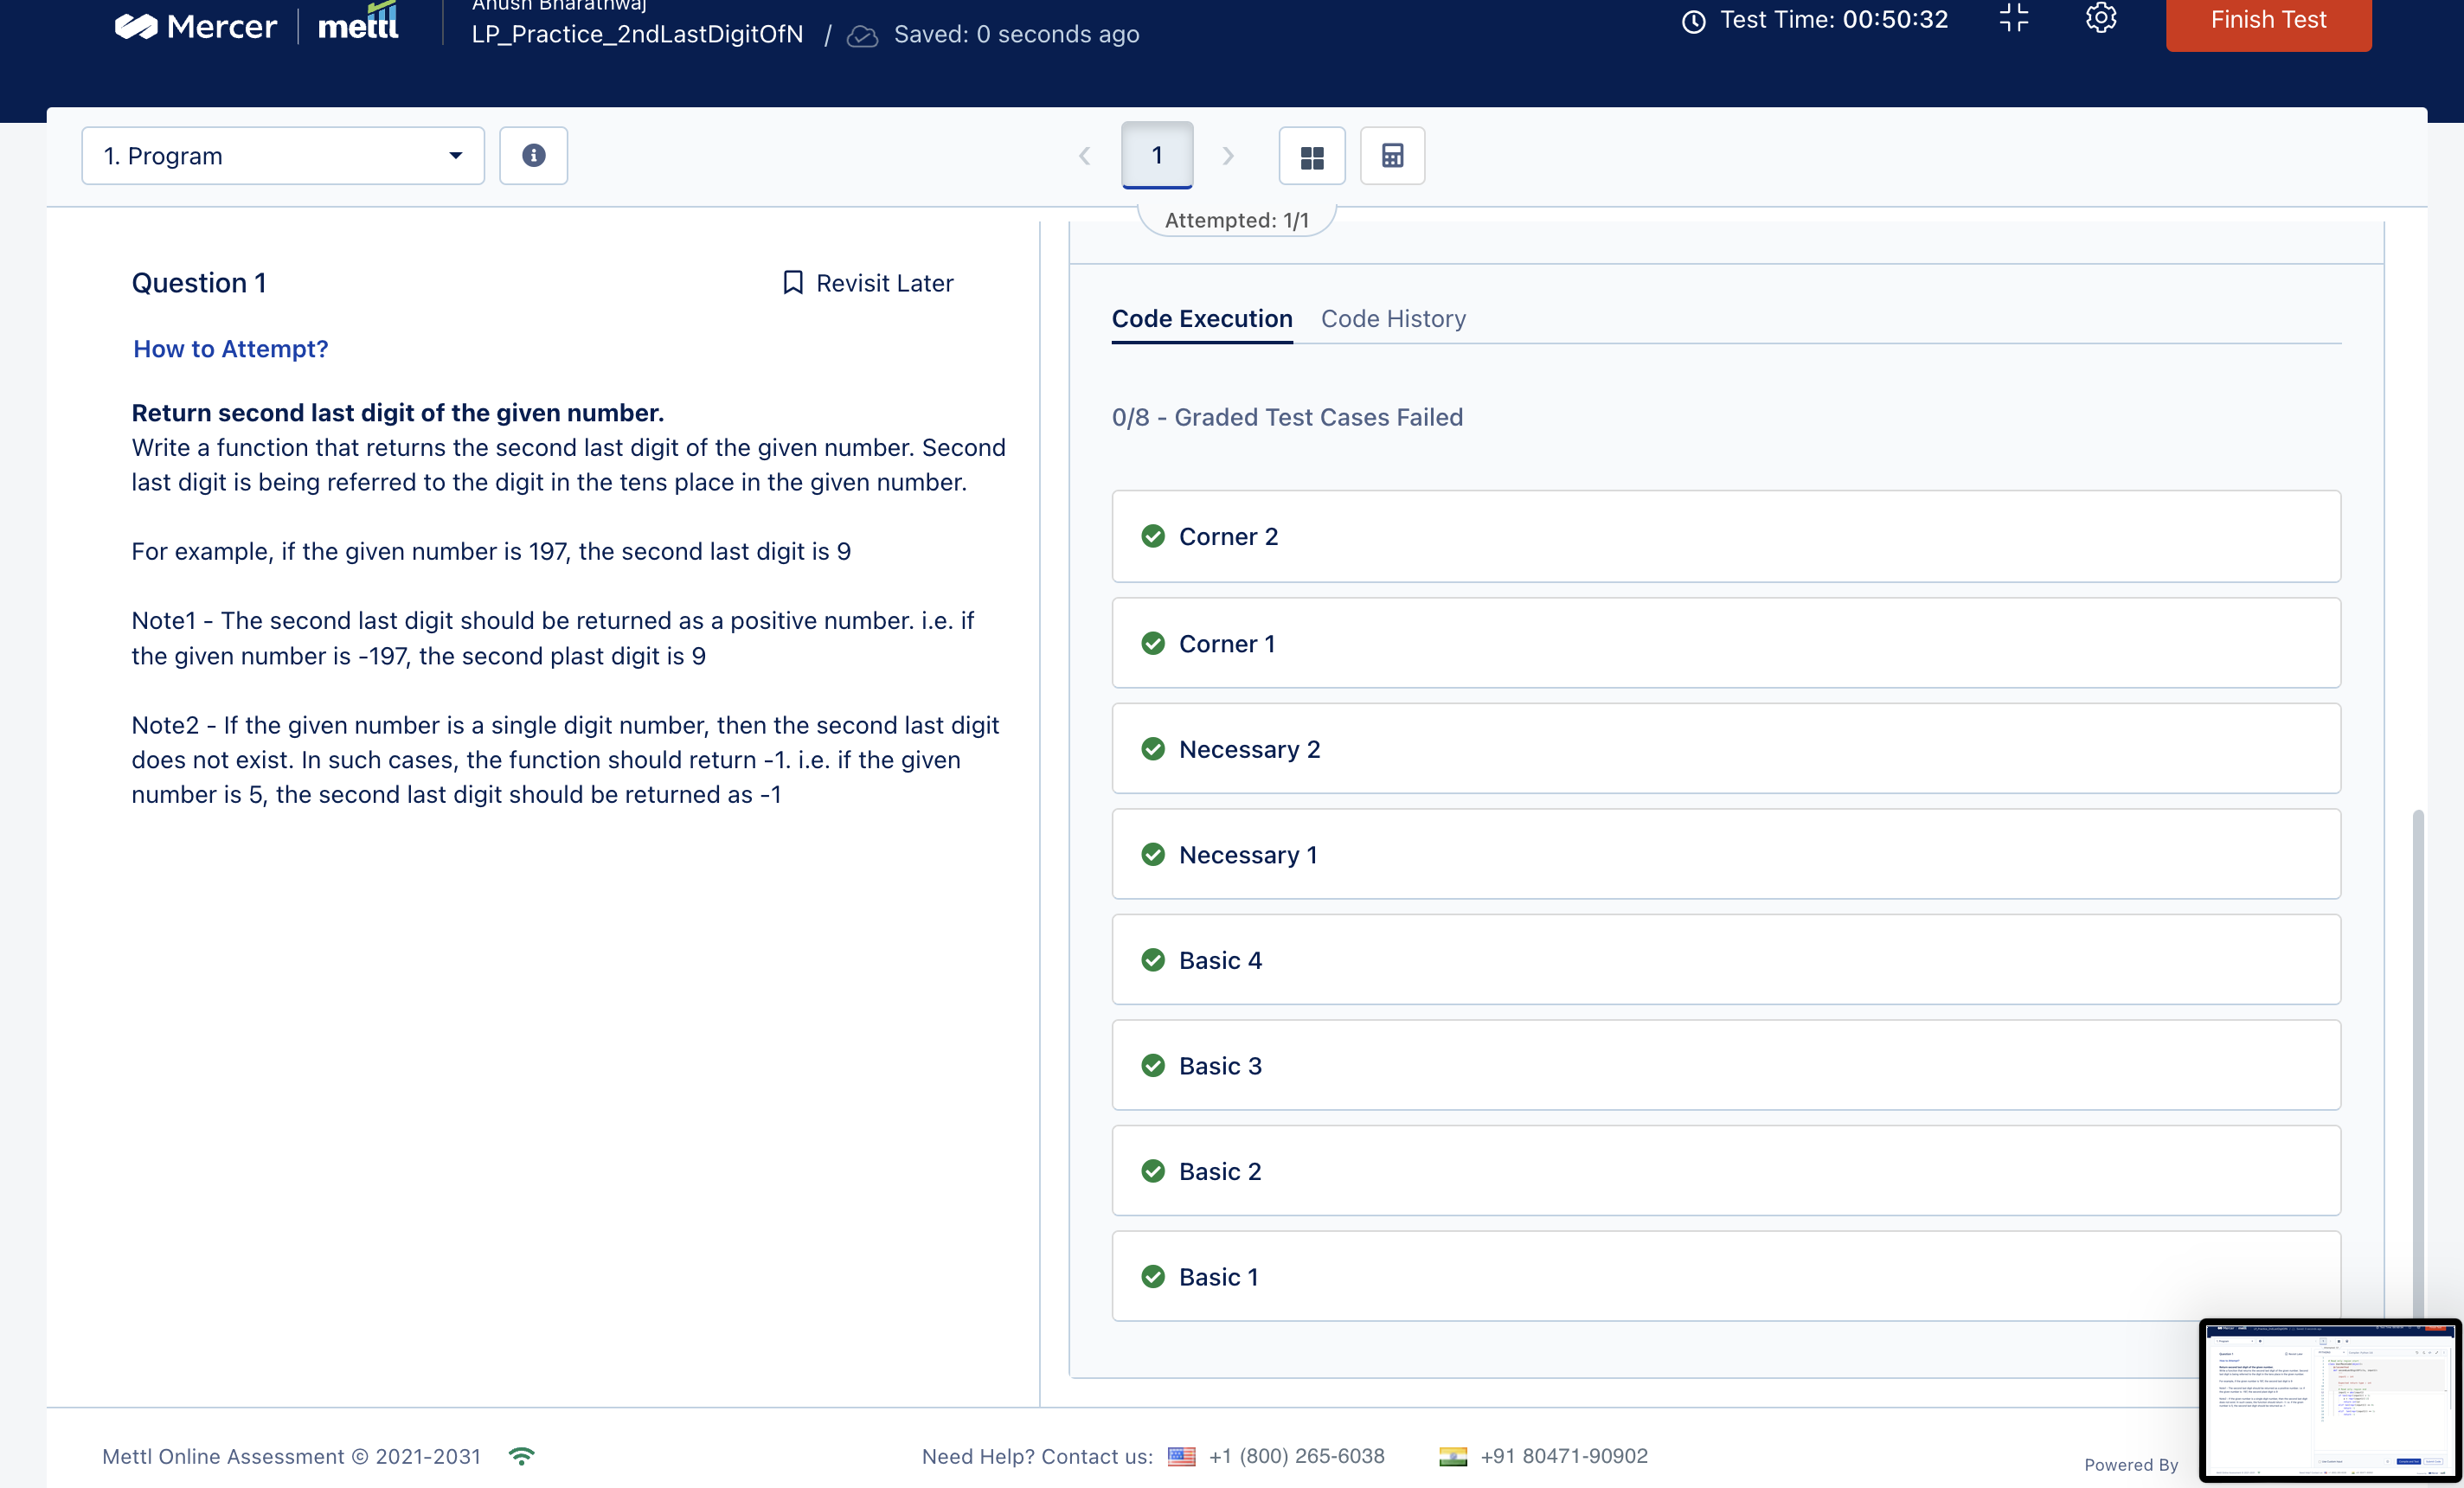 Mercer
mettl
Anush Bharathwaj
LP_Practice_2ndLastDigitOfN / Saved: 0 seconds ago
Test Time: 00:50:32
Finish Test
1. Program
1
Attempted: 1/1
Question 1
Revisit Later
How to Attempt?
Return second last digit of the given number.
Write a function that returns the second last digit of the given number. Second
last digit is being referred to the digit in the tens place in the given number.
For example, if the given number is 197, the second last digit is 9
Note1 - The second last digit should be returned as a positive number. i.e. if
the given number is -197, the second plast digit is 9
Note2 - If the given number is a single digit number, then the second last digit
does not exist. In such cases, the function should return -1. i.e. if the given
number is 5, the second last digit should be returned as -1
Code Execution
Code History
0/8 - Graded Test Cases Failed
Corner 2
Corner 1
Necessary 2
Necessary 1
Basic 4
Basic 3
Basic 2
Basic 1
Mettl Online Assessment © 2021-2031
Need Help? Contact us: +1 (800) 265-6038 +91 80471-90902
Powered By